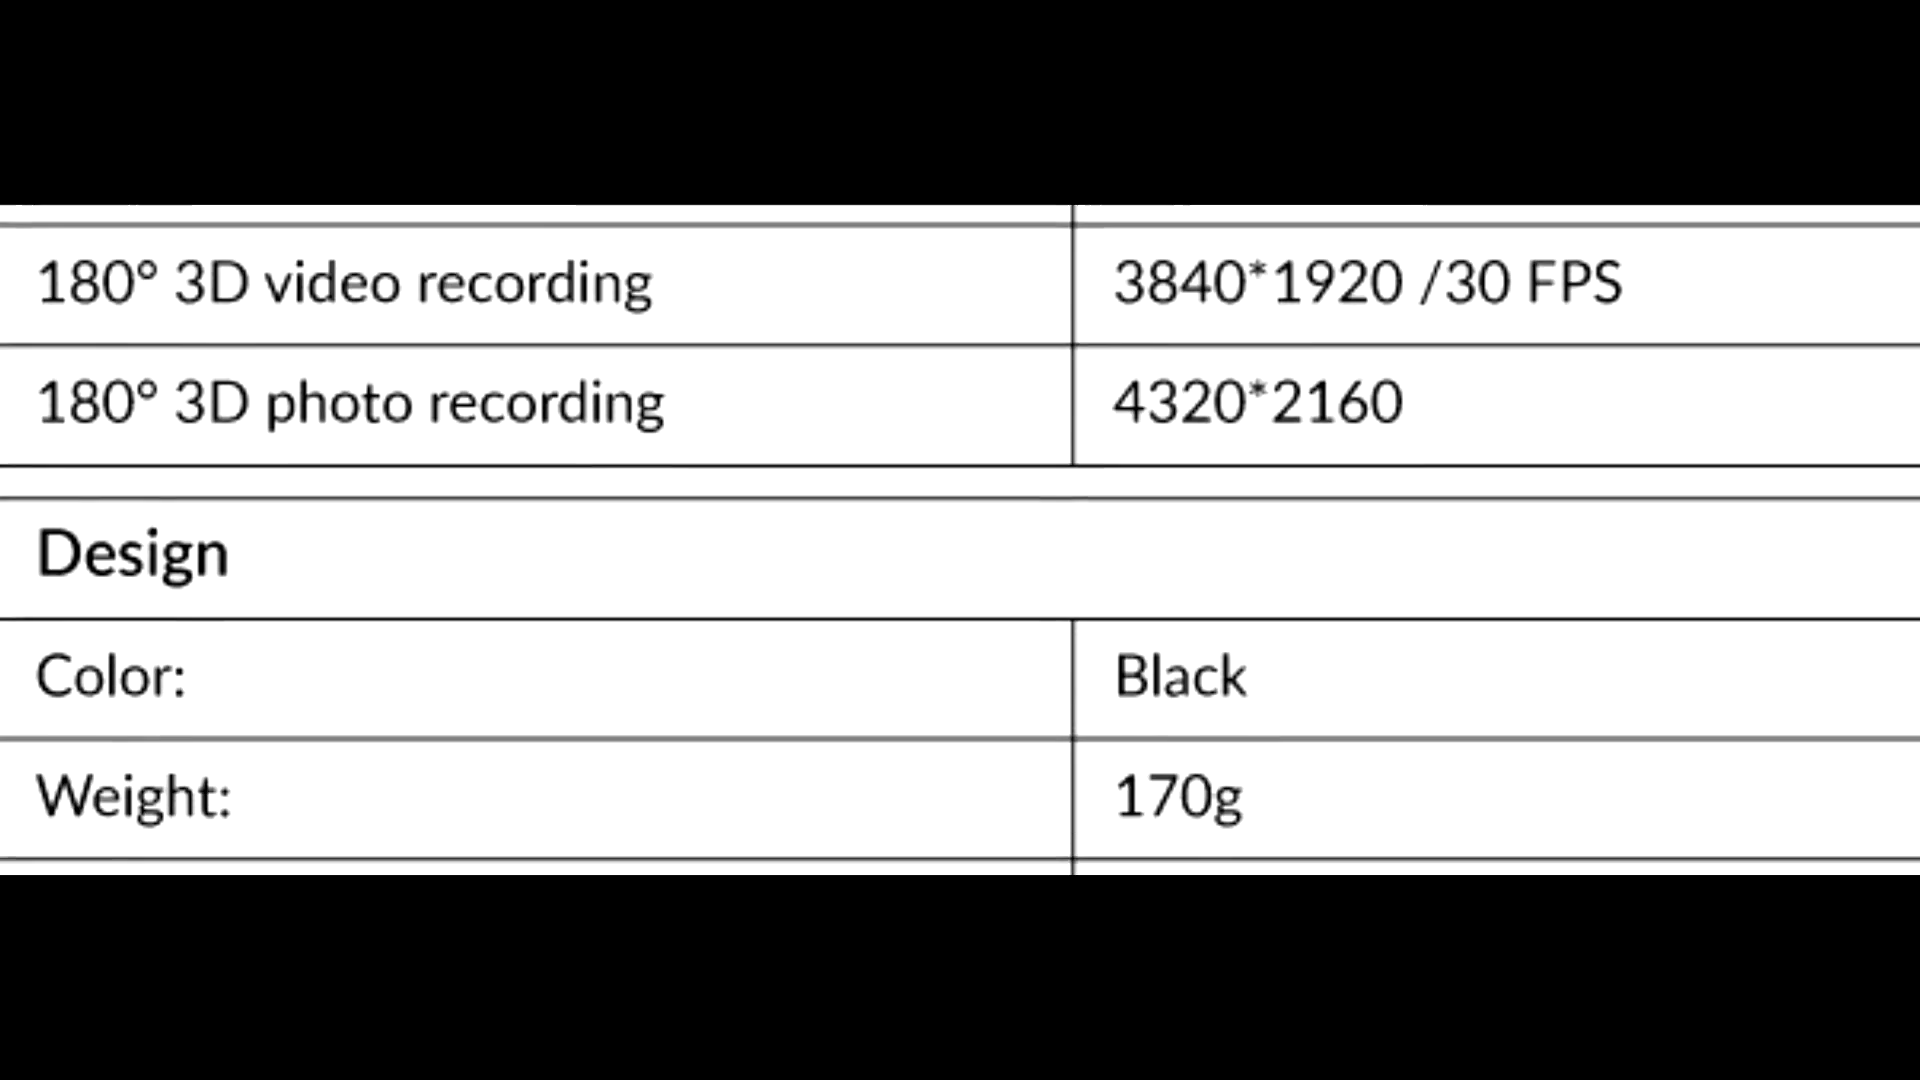 180° 3D video recording 3840*1920 /30 FPS
180° 3D photo recording 4320*2160
Design
Color: Black
Weight: 170g